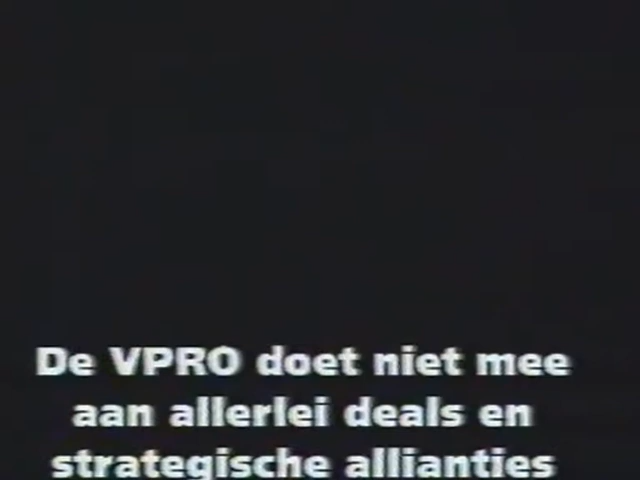 De VPRO doet niet mee
aan allerlei deals en
strategische allianties